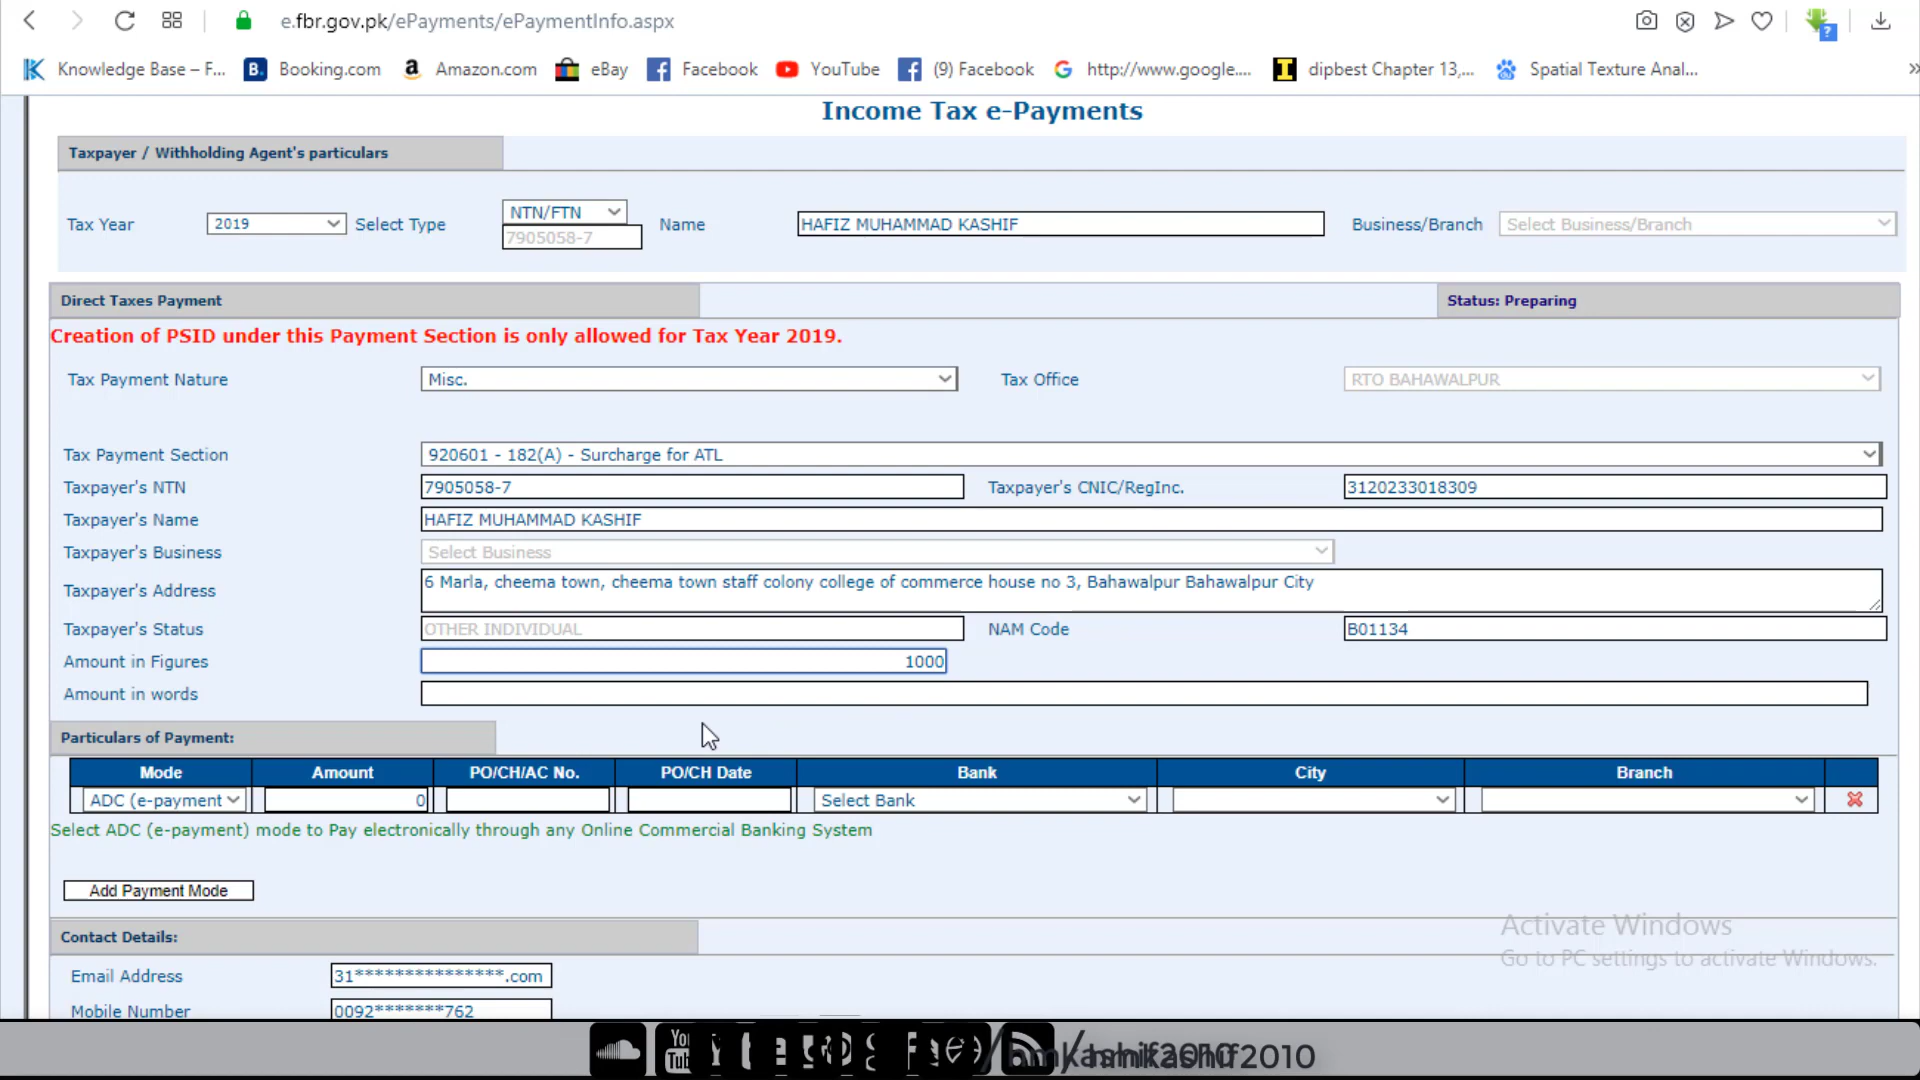 e.fbr.gov.pk/ePayments/ePaymentInfo.aspx
Knowledge Base – F... Booking.com Amazon.com eBay Facebook YouTube (9) Facebook http://www.google.... dipbest Chapter 13,... Spatial Texture Anal...
Income Tax e-Payments
Taxpayer / Withholding Agent's particulars
Tax Year 2019 Select Type NTN/FTN Name HAFIZ MUHAMMAD KASHIF Business/Branch Select Business/Branch
7905058-7
Direct Taxes Payment Status: Preparing
Creation of PSID under this Payment Section is only allowed for Tax Year 2019.
Tax Payment Nature Misc. Tax Office RTO BAHAWALPUR
Tax Payment Section 920601 - 182(A) - Surcharge for ATL
Taxpayer's NTN 7905058-7 Taxpayer's CNIC/RegInc. 3120233018309
Taxpayer's Name HAFIZ MUHAMMAD KASHIF
Taxpayer's Business Select Business
Taxpayer's Address 6 Marla, cheema town, cheema town staff colony college of commerce house no 3, Bahawalpur Bahawalpur City
Taxpayer's Status OTHER INDIVIDUAL NAM Code B01134
Amount in Figures 1000
Amount in words
Particulars of Payment:
Mode Amount PO/CH/AC No. PO/CH Date Bank City Branch
ADC (e-payment 0 Select Bank
Select ADC (e-payment) mode to Pay electronically through any Online Commercial Banking System
Add Payment Mode
Activate Windows
Go to PC settings to activate Windows.
Contact Details:
Email Address 31***************.com
Mobile Number 0092*******762
You Tube /hmkashif2010